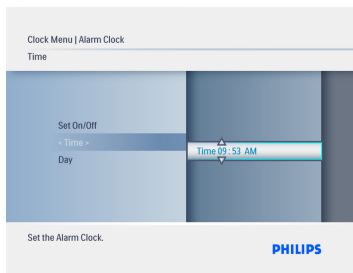 Clock Menu | Alarm Clock
Time
Set On/Off
< Time >
Day
Time 09 : 53 AM
Set the Alarm Clock.
PHILIPS